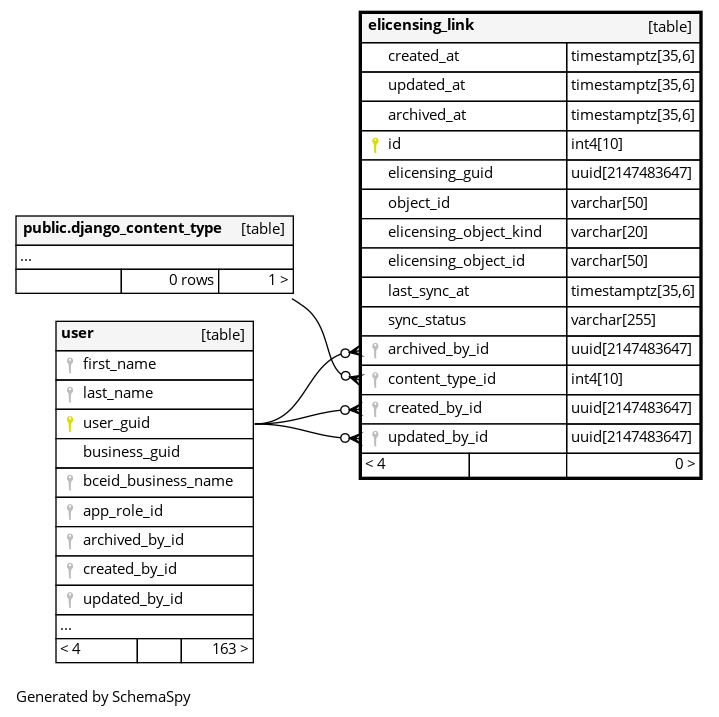 elicensing_link [table]
created_at timestamptz[35,6]
updated_at timestamptz[35,6]
archived_at timestamptz[35,6]
id int4[10]
elicensing_guid uuid[2147483647]
object_id varchar[50]
elicensing_object_kind varchar[20]
elicensing_object_id varchar[50]
last_sync_at timestamptz[35,6]
sync_status varchar[255]
archived_by_id uuid[2147483647]
content_type_id int4[10]
created_by_id uuid[2147483647]
updated_by_id uuid[2147483647]
< 4 0 >
public.django_content_type [table]
...
0 rows 1 >
user [table]
first_name
last_name
user_guid
business_guid
bceid_business_name
app_role_id
archived_by_id
created_by_id
updated_by_id
...
< 4 163 >
Generated by SchemaSpy